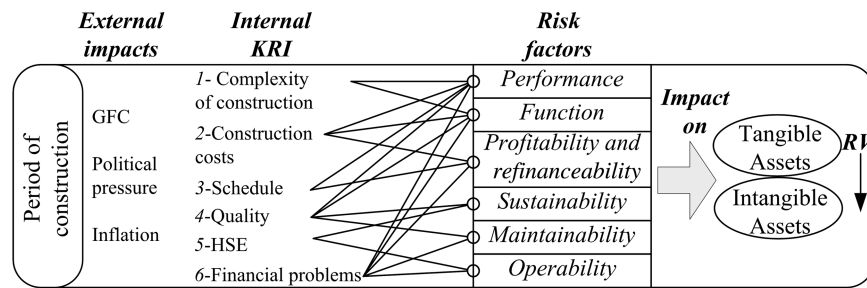 External impacts
Internal KRI
Risk factors
Period of construction
GFC
Political pressure
Inflation
1- Complexity of construction
2-Construction costs
3-Schedule
4-Quality
5-HSE
6-Financial problems
Performance
Function
Profitability and refinanceability
Sustainability
Maintainability
Operability
Impact on
Tangible Assets
Intangible Assets